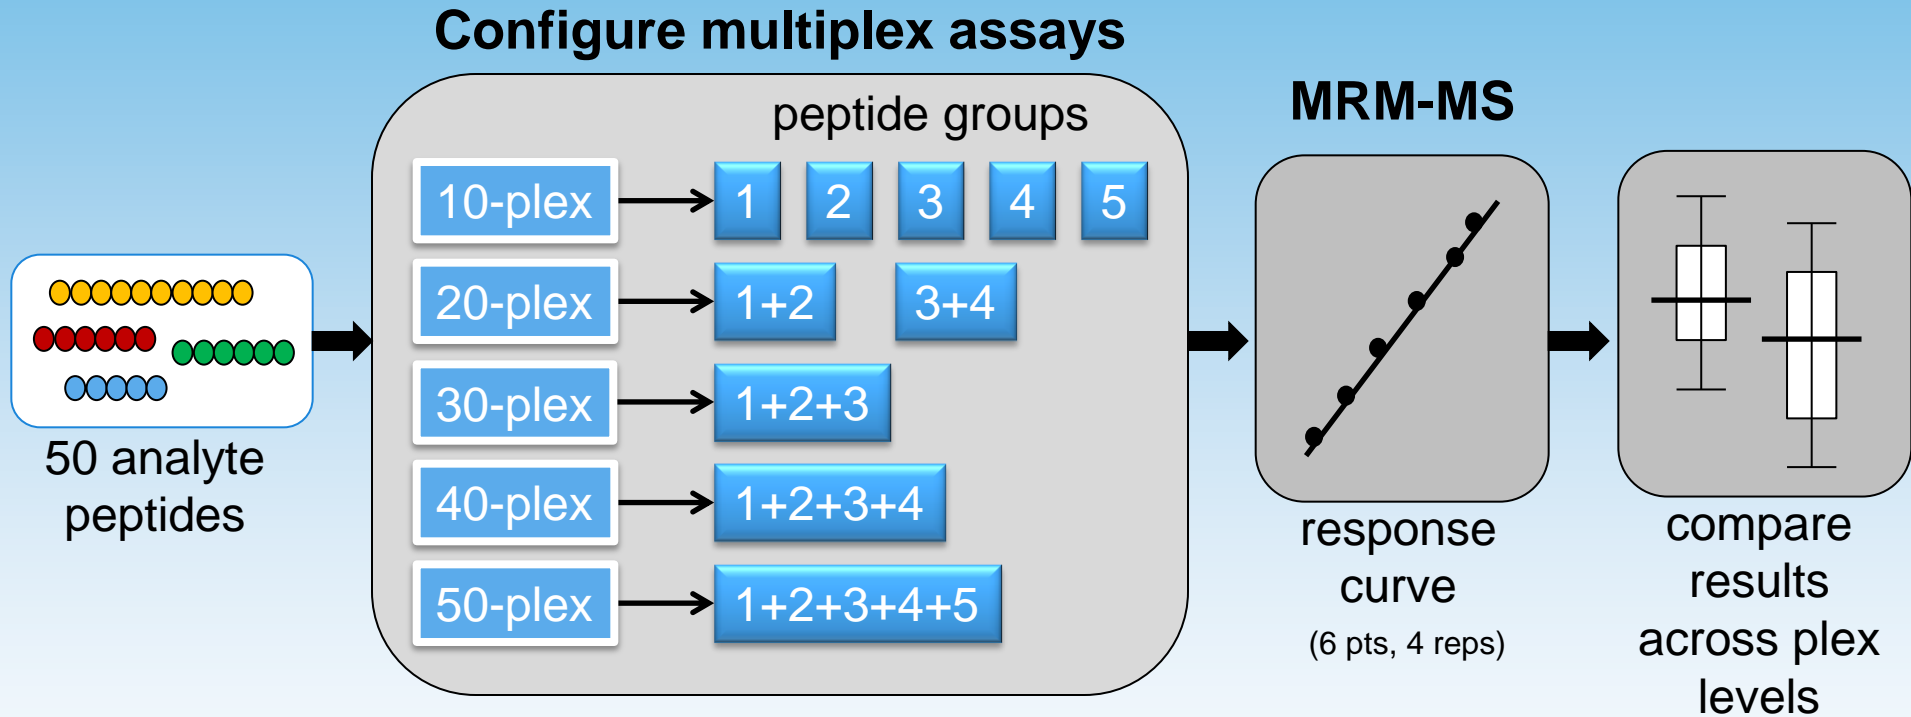 Configure multiplex assays
peptide groups
10-plex
1
2
3
4
5
20-plex
1+2
3+4
30-plex
1+2+3
40-plex
1+2+3+4
50-plex
1+2+3+4+5
50 analyte
peptides
MRM-MS
response
curve
(6 pts, 4 reps)
compare
results
across plex
levels